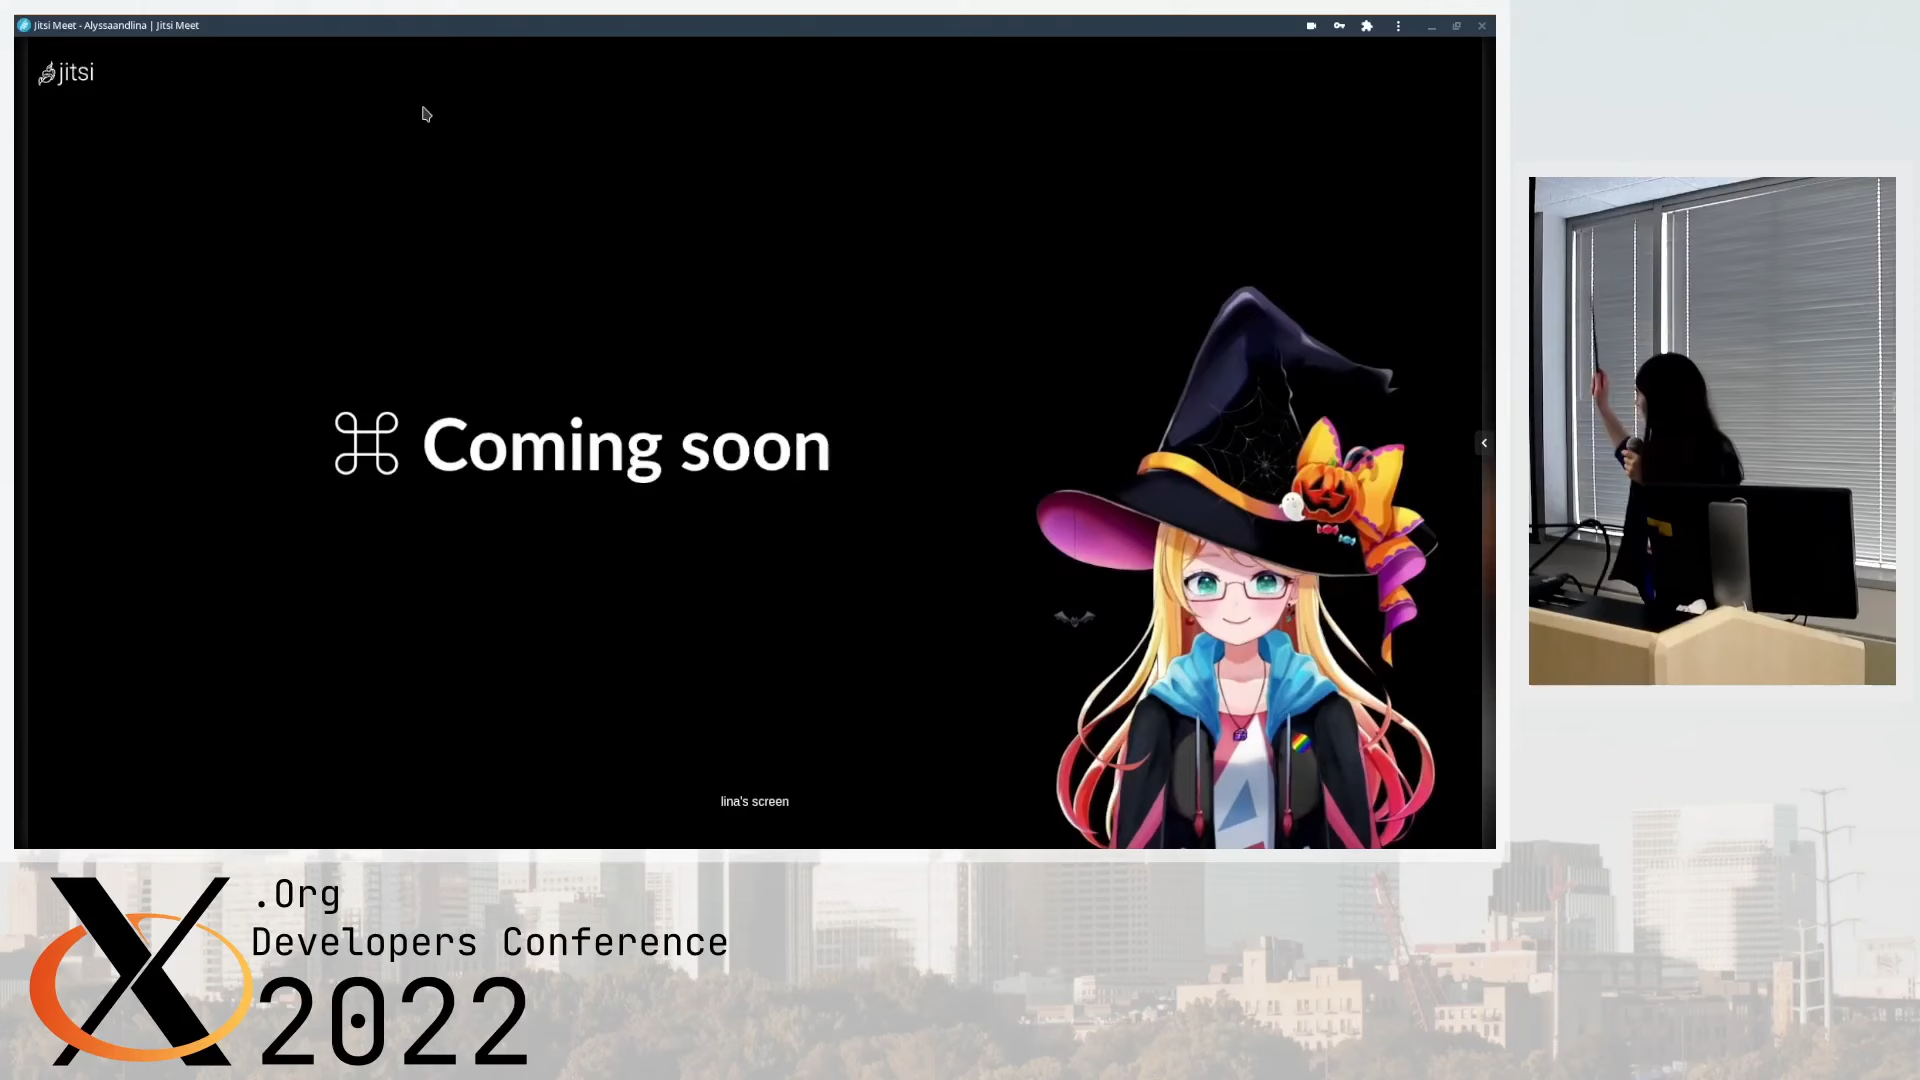 Jitsi Meet - Alyssaandlina | Jitsi Meet
jitsi
⌘ Coming soon
lina's screen
X.Org
Developers Conference
2022